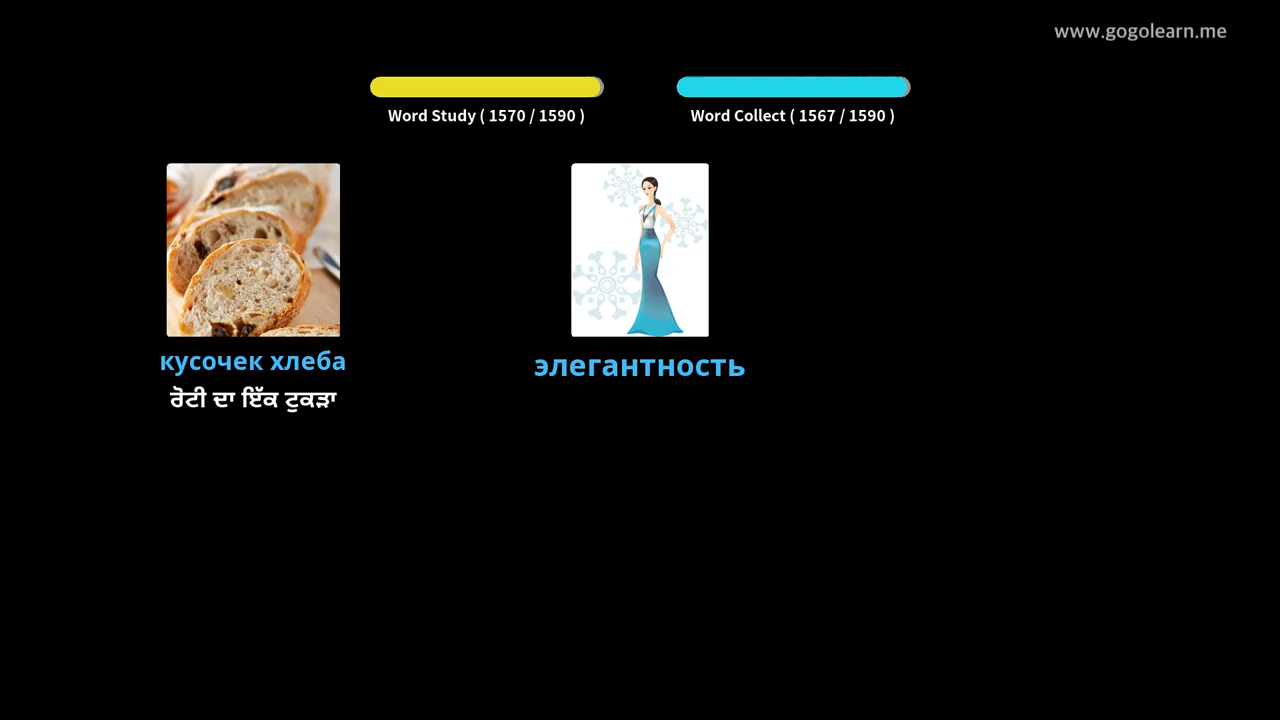 www.gogolearn.me
Word Study ( 1570 / 1590 )
Word Collect ( 1567 / 1590 )
кусочек хлеба
ਰੋਟੀ ਦਾ ਇੱਕ ਟੁਕੜਾ
элегантность